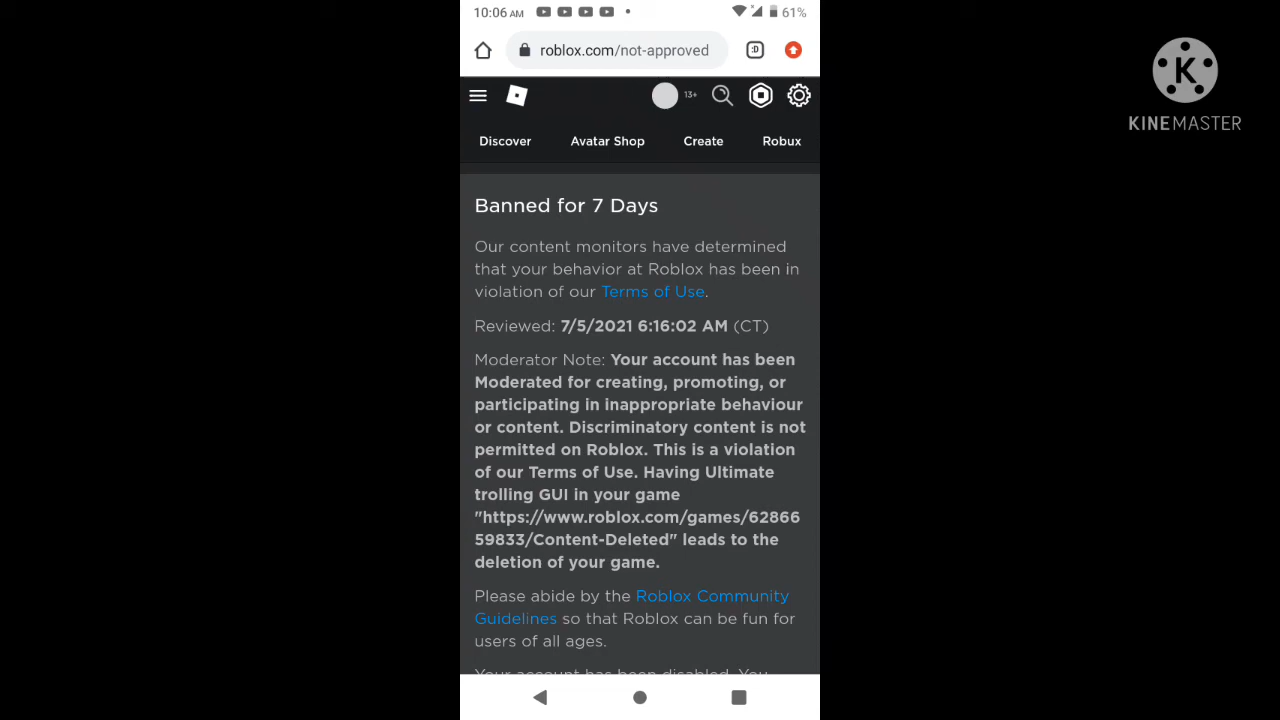 10:06 AM
61%
roblox.com/not-approved
:D
13+
K
KINEMASTER
Discover Avatar Shop Create Robux
Banned for 7 Days
Our content monitors have determined
that your behavior at Roblox has been in
violation of our Terms of Use.
Reviewed: 7/5/2021 6:16:02 AM (CT)
Moderator Note: Your account has been
Moderated for creating, promoting, or
participating in inappropriate behaviour
or content. Discriminatory content is not
permitted on Roblox. This is a violation
of our Terms of Use. Having Ultimate
trolling GUI in your game
"https://www.roblox.com/games/62866
59833/Content-Deleted" leads to the
deletion of your game.
Please abide by the Roblox Community
Guidelines so that Roblox can be fun for
users of all ages.
Your account has been disabled. You